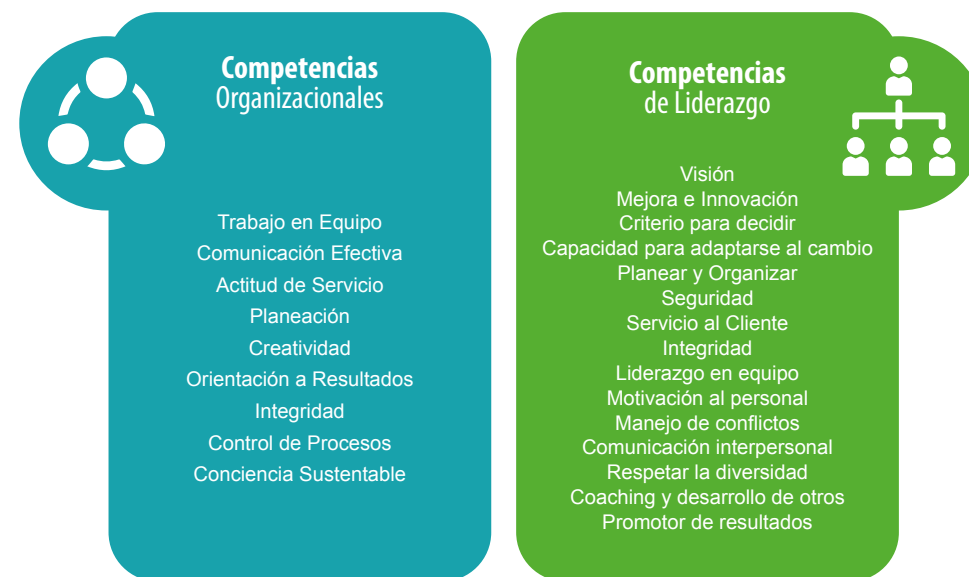 Competencias
Organizacionales
Trabajo en Equipo
Comunicación Efectiva
Actitud de Servicio
Planeación
Creatividad
Orientación a Resultados
Integridad
Control de Procesos
Conciencia Sustentable
Competencias
de Liderazgo
Visión
Mejora e Innovación
Criterio para decidir
Capacidad para adaptarse al cambio
Planear y Organizar
Seguridad
Servicio al Cliente
Integridad
Liderazgo en equipo
Motivación al personal
Manejo de conflictos
Comunicación interpersonal
Respetar la diversidad
Coaching y desarrollo de otros
Promotor de resultados